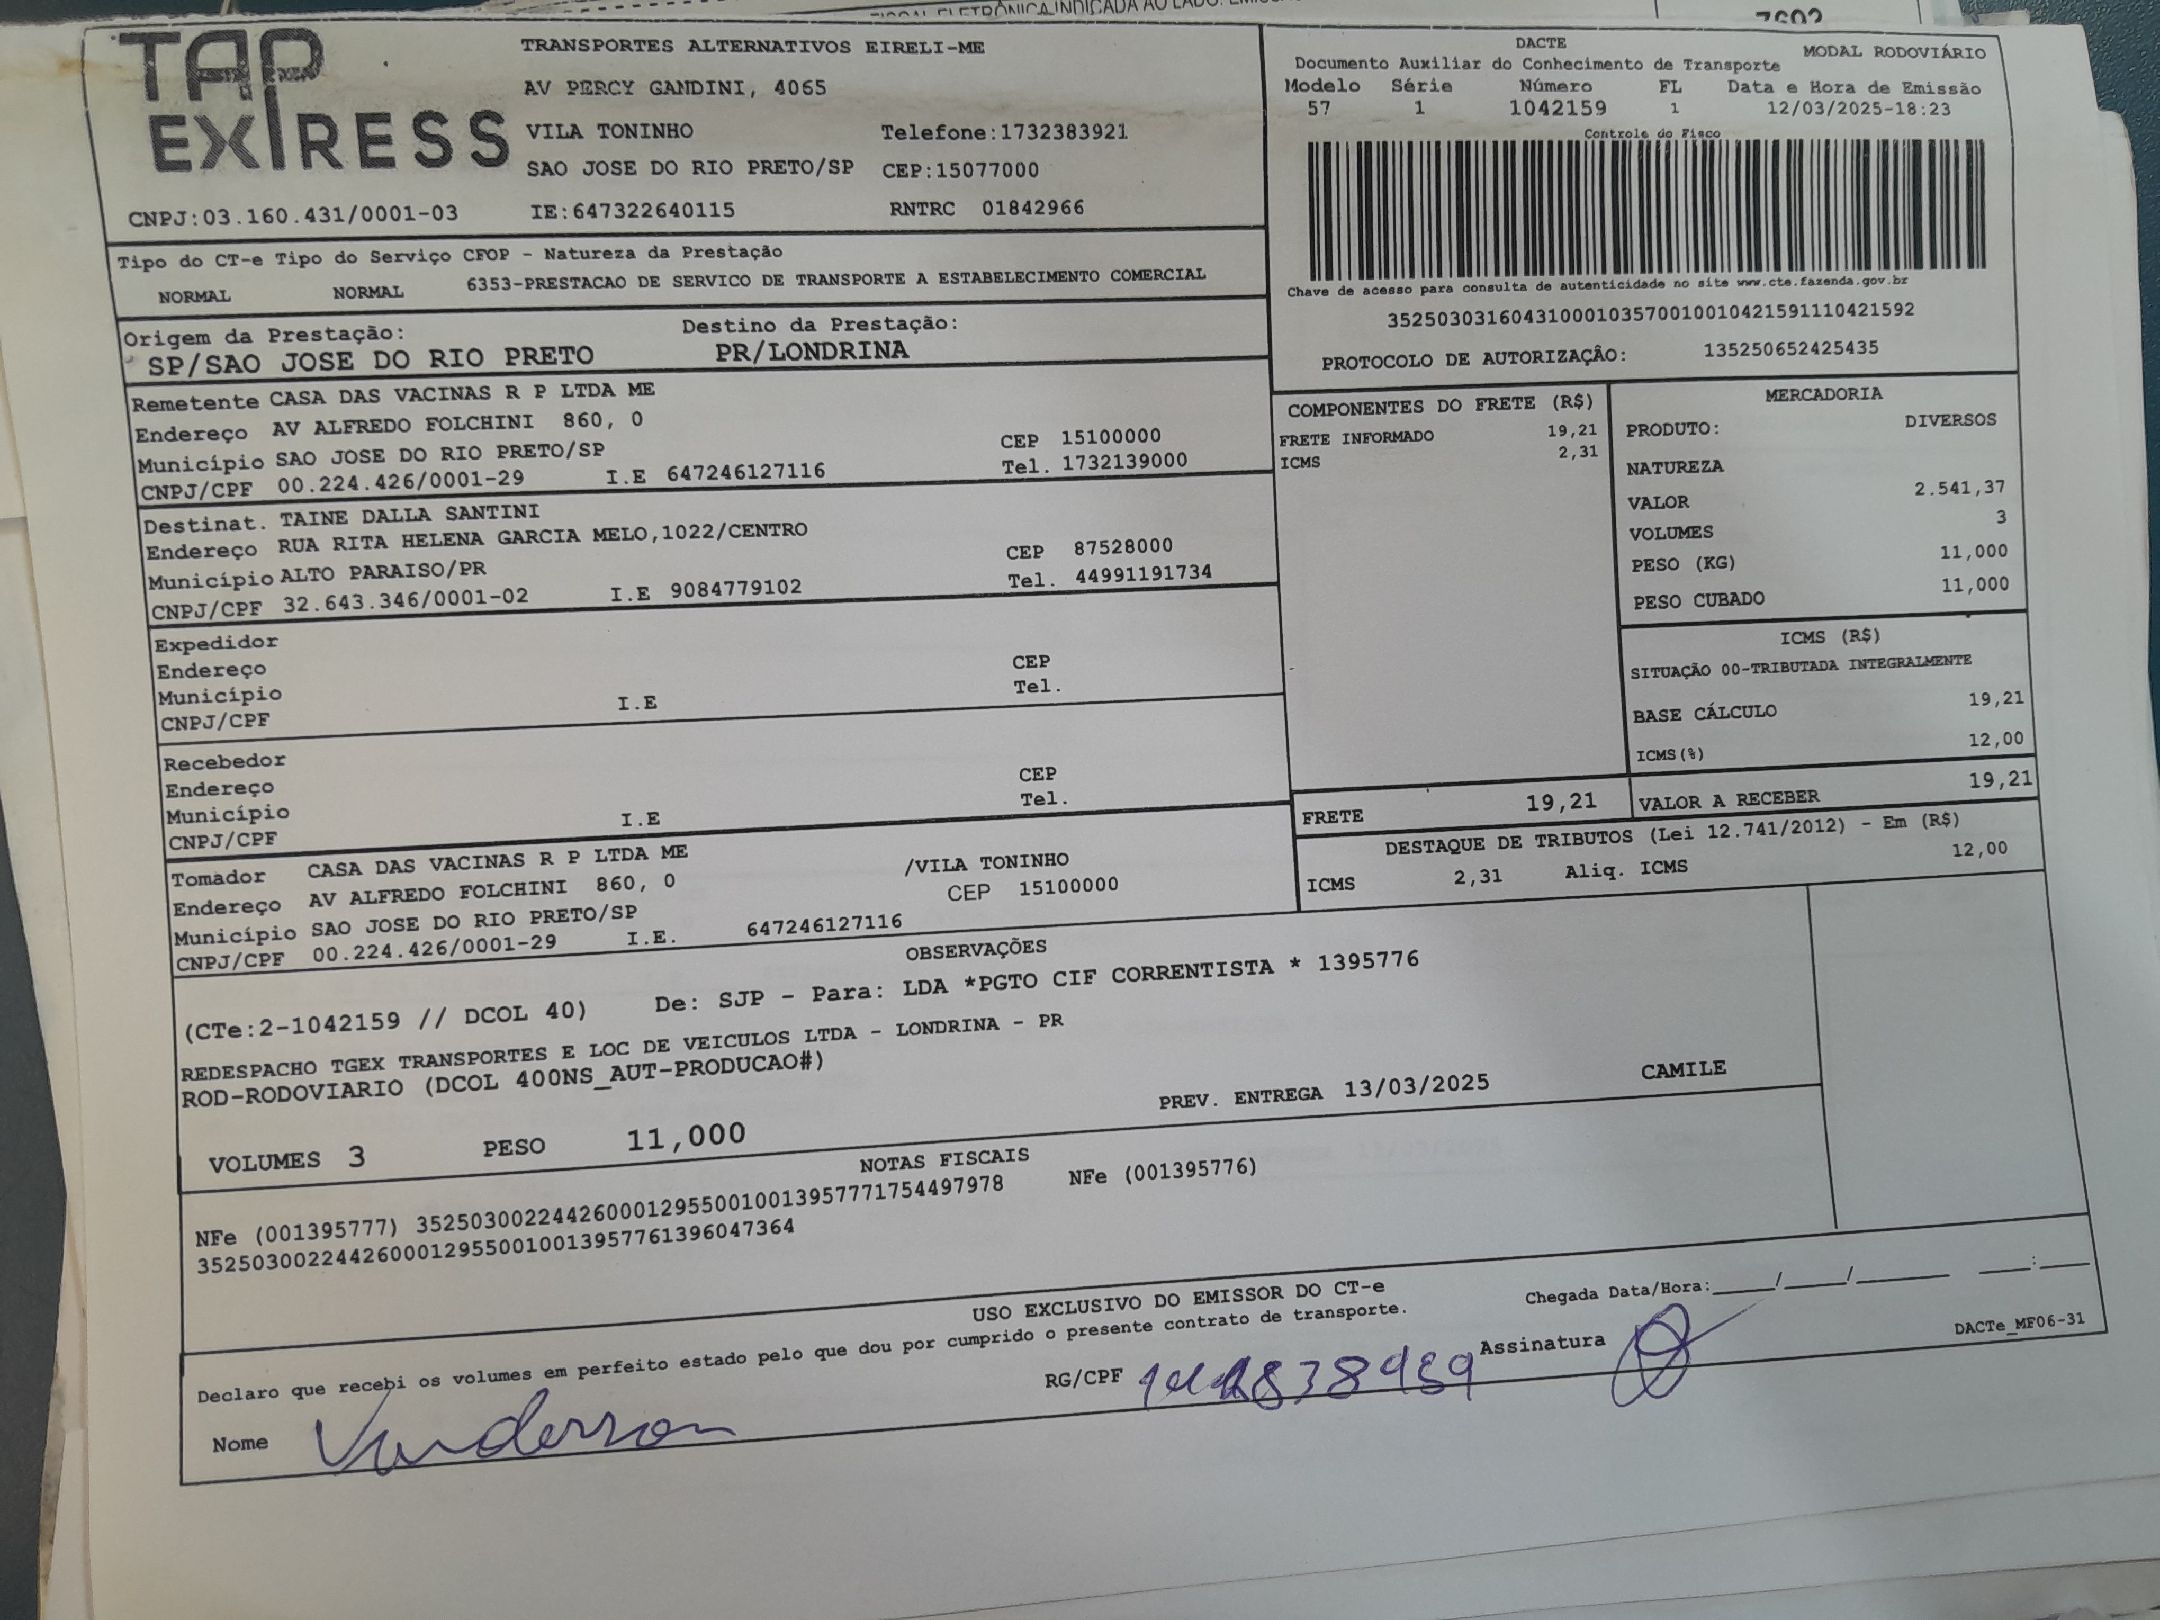 FISCAL ELETRÔNICA INDICADA AO LADO.
TAP
EXPRESS
TRANSPORTES ALTERNATIVOS EIRELI-ME
AV PERCY GANDINI, 4065
VILA TONINHO Telefone:1732383921
SAO JOSE DO RIO PRETO/SP CEP:15077000
CNPJ:03.160.431/0001-03 IE:647322640115 RNTRC 01842966
DACTE MODAL RODOVIÁRIO
Documento Auxiliar do Conhecimento de Transporte
Modelo Série Número FL Data e Hora de Emissão
57 1 1042159 1 12/03/2025-18:23
Controle do Fisco
Chave de acesso para consulta de autenticidade no site www.cte.fazenda.gov.br
35250303160431000103570010010421591110421592
PROTOCOLO DE AUTORIZAÇÃO: 135250652425435
Tipo do CT-e Tipo do Serviço CFOP - Natureza da Prestação
NORMAL NORMAL 6353-PRESTACAO DE SERVICO DE TRANSPORTE A ESTABELECIMENTO COMERCIAL
Origem da Prestação: Destino da Prestação:
SP/SAO JOSE DO RIO PRETO PR/LONDRINA
Remetente CASA DAS VACINAS R P LTDA ME
Endereço AV ALFREDO FOLCHINI 860, 0
Município SAO JOSE DO RIO PRETO/SP CEP 15100000
CNPJ/CPF 00.224.426/0001-29 I.E 647246127116 Tel. 1732139000
Destinat. TAINE DALLA SANTINI
Endereço RUA RITA HELENA GARCIA MELO,1022/CENTRO
Município ALTO PARAISO/PR CEP 87528000
CNPJ/CPF 32.643.346/0001-02 I.E 9084779102 Tel. 44991191734
Expedidor
Endereço CEP
Município Tel.
CNPJ/CPF I.E
Recebedor
Endereço CEP
Município Tel.
CNPJ/CPF I.E
Tomador CASA DAS VACINAS R P LTDA ME /VILA TONINHO
Endereço AV ALFREDO FOLCHINI 860, 0 CEP 15100000
Município SAO JOSE DO RIO PRETO/SP
CNPJ/CPF 00.224.426/0001-29 I.E. 647246127116
COMPONENTES DO FRETE (R$)
FRETE INFORMADO 19,21
ICMS 2,31
MERCADORIA
PRODUTO: DIVERSOS
NATUREZA
VALOR 2.541,37
VOLUMES 3
PESO (KG) 11,000
PESO CUBADO 11,000
ICMS (R$)
SITUAÇÃO 00-TRIBUTADA INTEGRALMENTE
BASE CÁLCULO 19,21
ICMS(%) 12,00
FRETE 19,21 VALOR A RECEBER 19,21
DESTAQUE DE TRIBUTOS (Lei 12.741/2012) - Em (R$)
ICMS 2,31 Aliq. ICMS 12,00
OBSERVAÇÕES
(CTe:2-1042159 // DCOL 40) De: SJP - Para: LDA *PGTO CIF CORRENTISTA * 1395776
REDESPACHO TGEX TRANSPORTES E LOC DE VEICULOS LTDA - LONDRINA - PR
ROD-RODOVIARIO (DCOL 400NS_AUT-PRODUCAO#)
PREV. ENTREGA 13/03/2025 CAMILE
VOLUMES 3 PESO 11,000
NOTAS FISCAIS
NFe (001395777) 35250300224426000129550010013957771754497978 NFe (001395776)
35250300224426000129550010013957761396047364
USO EXCLUSIVO DO EMISSOR DO CT-e
Declaro que recebi os volumes em perfeito estado pelo que dou por cumprido o presente contrato de transporte.
Chegada Data/Hora:____/____/______ ___:___
Nome Vanderson RG/CPF Assinatura
DACTe_MF06-31